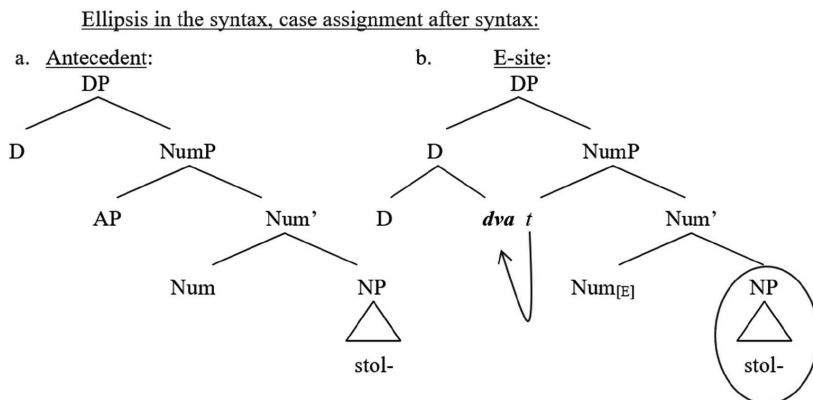 Ellipsis in the syntax, case assignment after syntax:
a. Antecedent: b. E-site:
DP DP
D NumP D NumP
AP Num’ D dva t Num’
Num NP Num[E] NP
stol- stol-